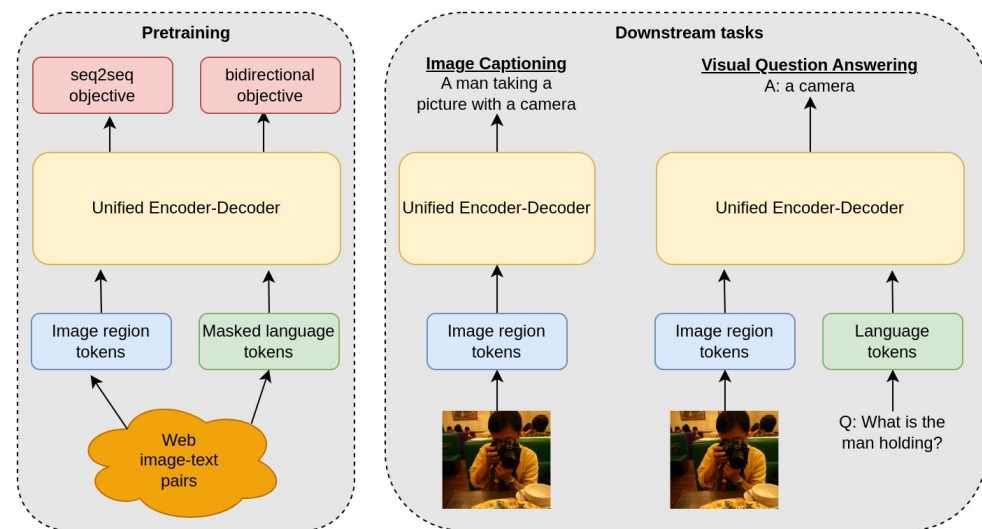 Pretraining
seq2seq
objective
bidirectional
objective
Unified Encoder-Decoder
Image region
tokens
Masked language
tokens
Web
image-text
pairs
Downstream tasks
Image Captioning
A man taking a
picture with a camera
Unified Encoder-Decoder
Image region
tokens
Visual Question Answering
A: a camera
Unified Encoder-Decoder
Image region
tokens
Language
tokens
Q: What is the
man holding?